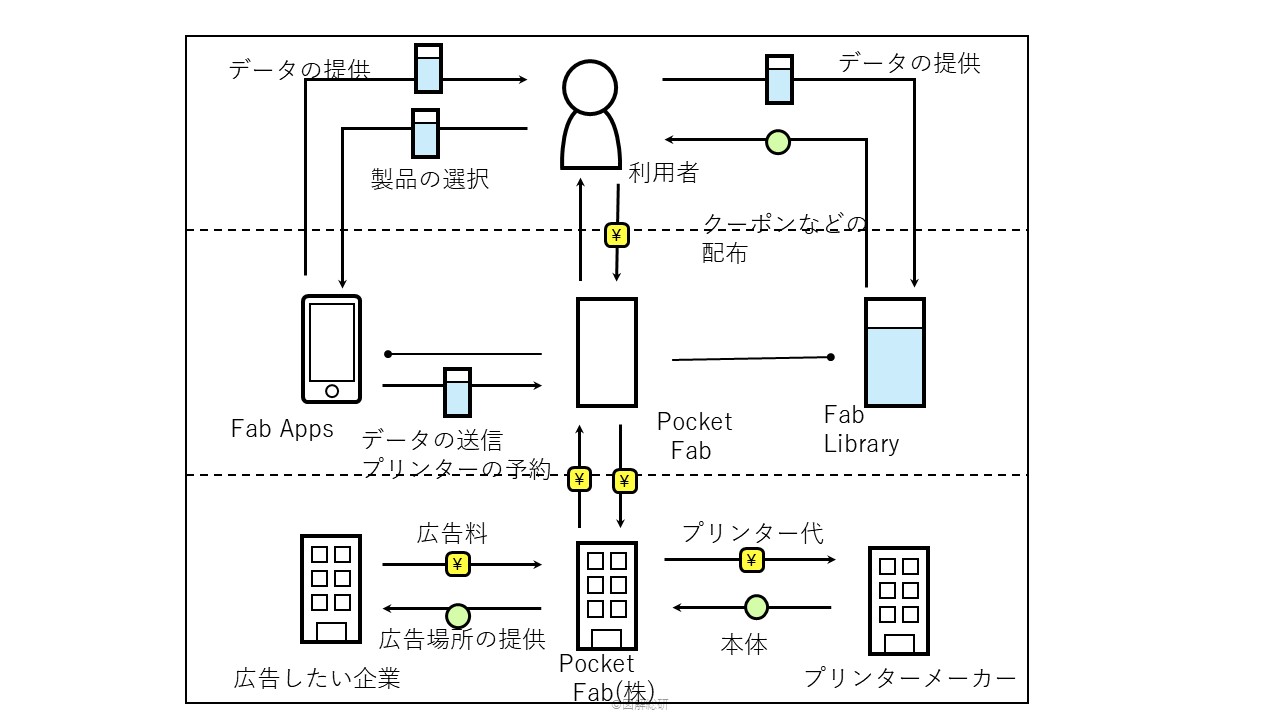 データの提供
データの提供
製品の選択
利用者
¥
クーポンなどの
配布
Fab Apps
データの送信
プリンターの予約
Pocket
Fab
Fab
Library
¥
¥
広告料
¥
広告場所の提供
プリンター代
¥
本体
広告したい企業
Pocket
Fab(株)
プリンターメーカー
©図解総研